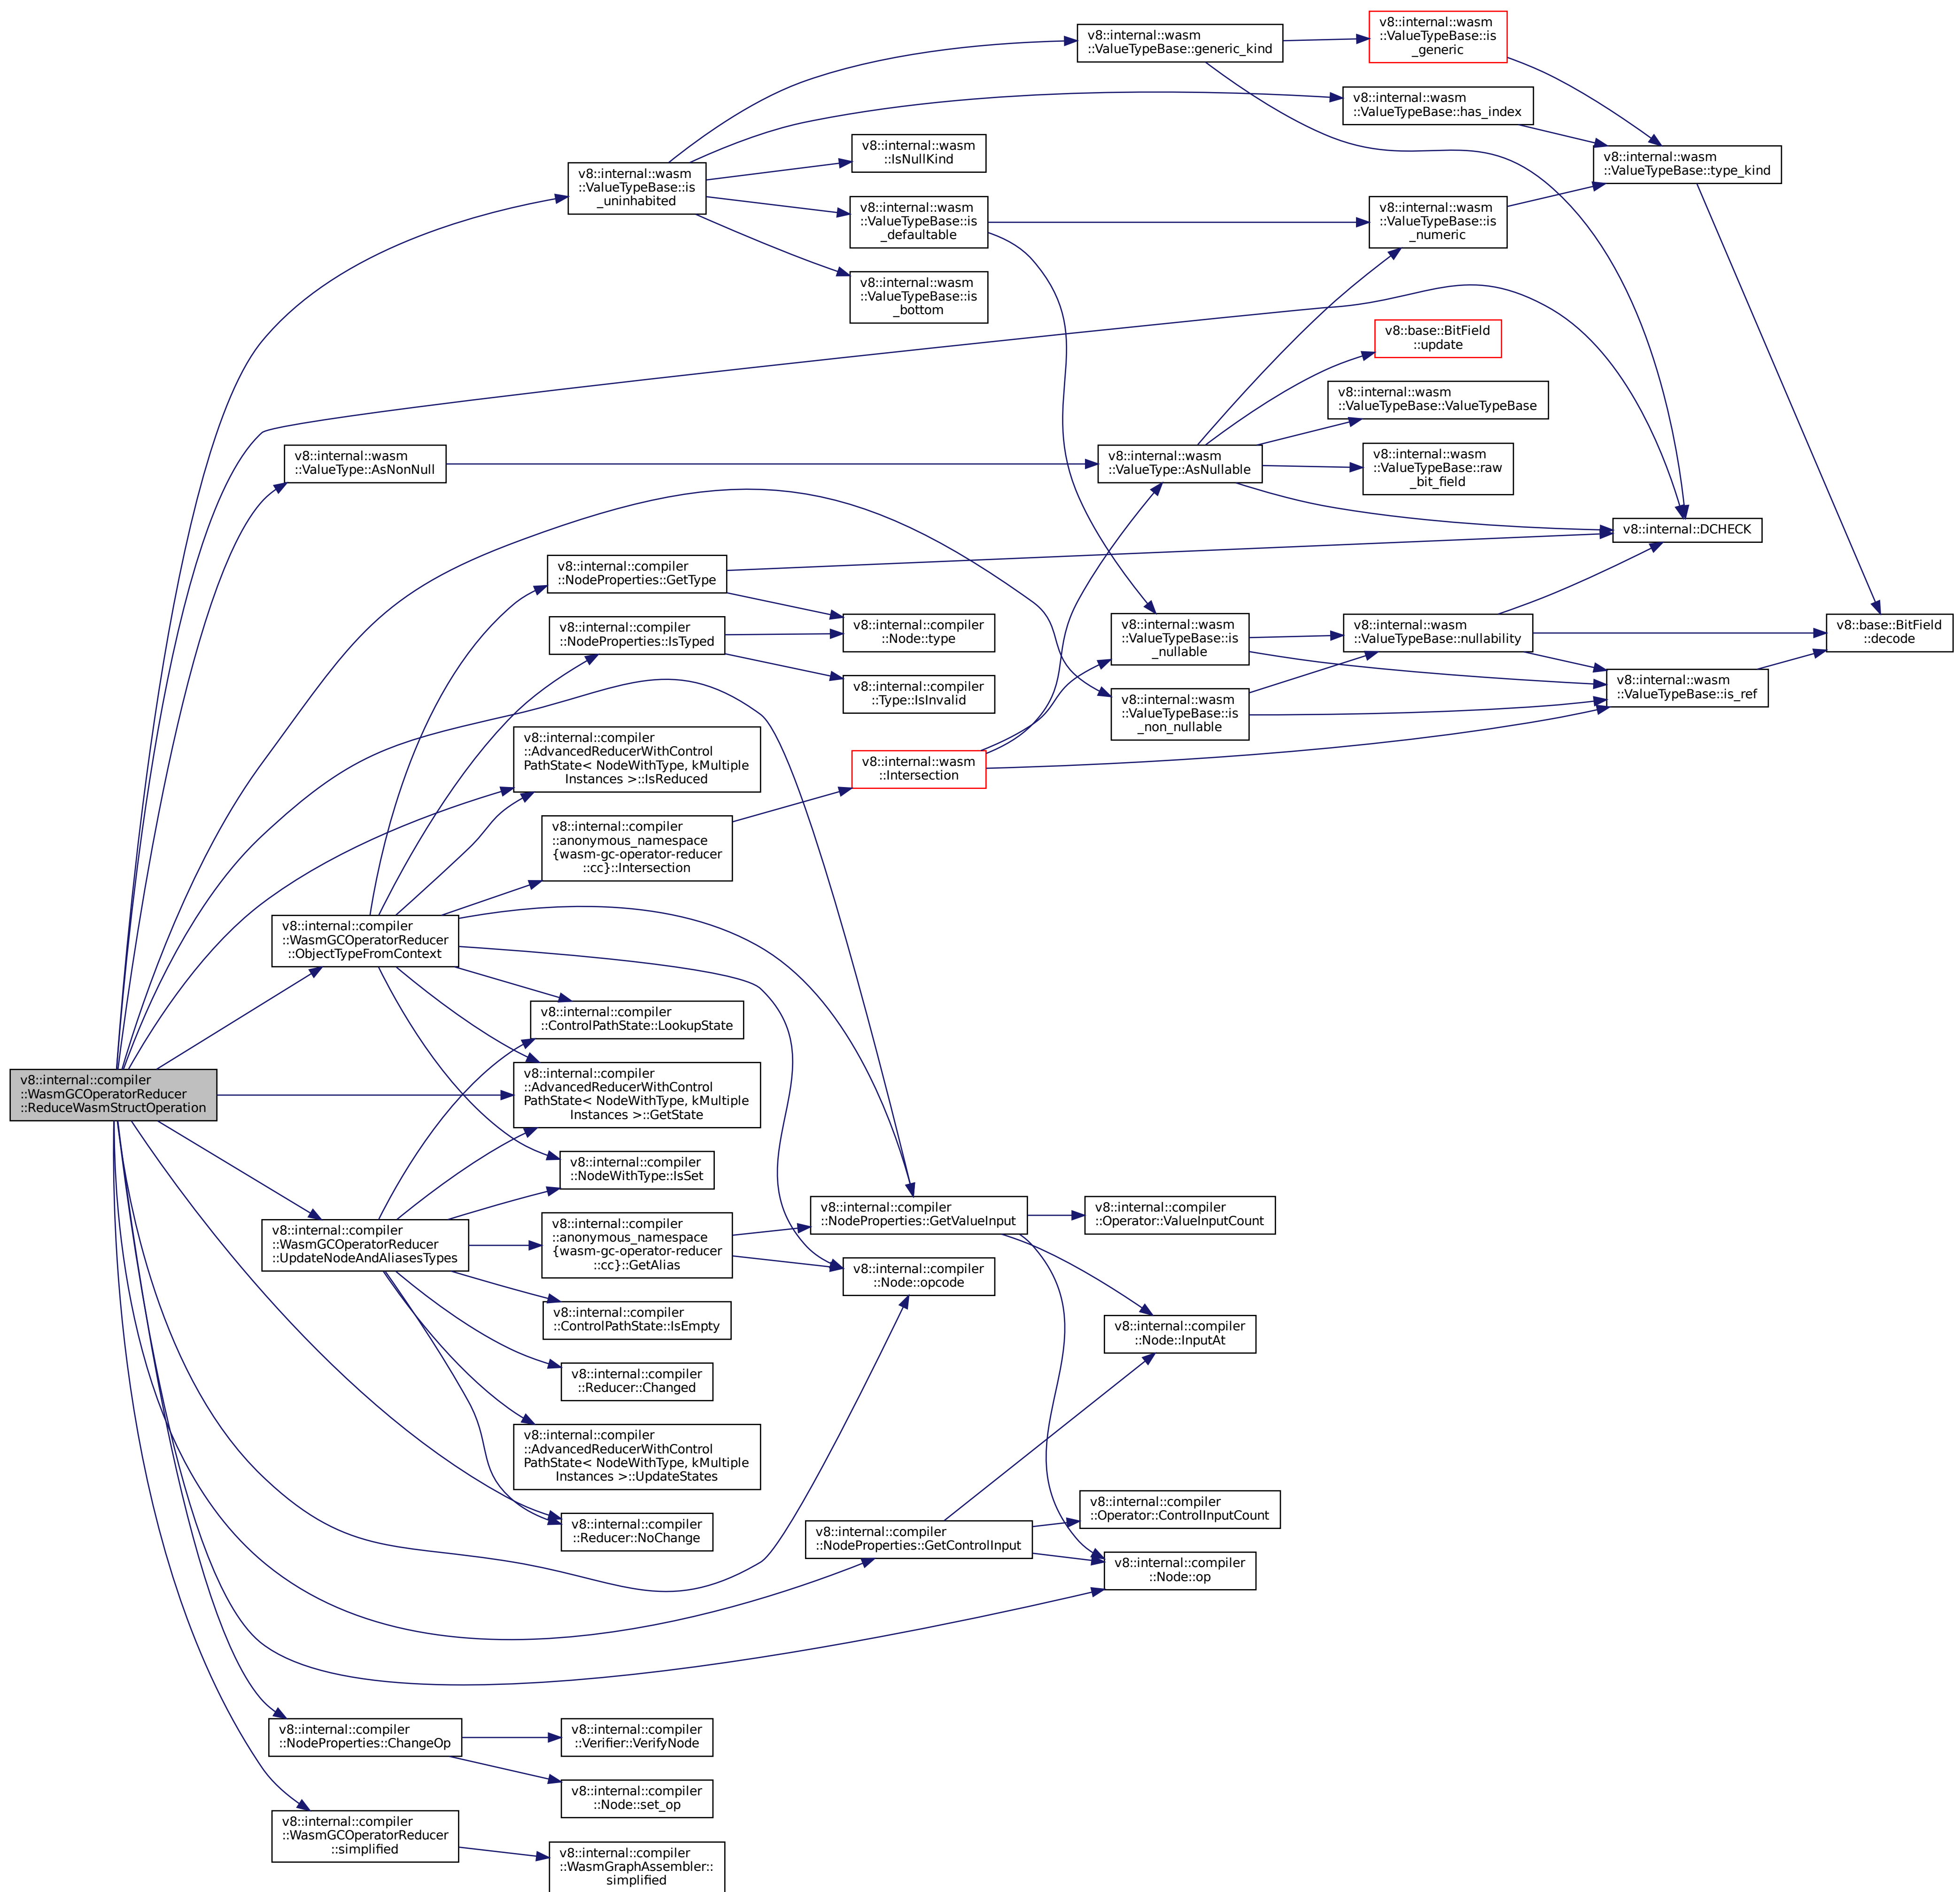 v8::internal::wasm
::ValueTypeBase::generic_kind
v8::internal::wasm
::ValueTypeBase::is
_generic
v8::internal::wasm
::ValueTypeBase::has_index
v8::internal::wasm
::IsNullKind
v8::internal::wasm
::ValueTypeBase::type_kind
v8::internal::wasm
::ValueTypeBase::is
_uninhabited
v8::internal::wasm
::ValueTypeBase::is
_defaultable
v8::internal::wasm
::ValueTypeBase::is
_numeric
v8::internal::wasm
::ValueTypeBase::is
_bottom
v8::base::BitField
::update
v8::internal::wasm
::ValueTypeBase::ValueTypeBase
v8::internal::wasm
::ValueType::AsNonNull
v8::internal::wasm
::ValueType::AsNullable
v8::internal::wasm
::ValueTypeBase::raw
_bit_field
v8::internal::DCHECK
v8::internal::compiler
::NodeProperties::GetType
v8::internal::compiler
::NodeProperties::IsTyped
v8::internal::compiler
::Node::type
v8::internal::wasm
::ValueTypeBase::is
_nullable
v8::internal::wasm
::ValueTypeBase::nullability
v8::base::BitField
::decode
v8::internal::compiler
::Type::IsInvalid
v8::internal::wasm
::ValueTypeBase::is
_non_nullable
v8::internal::wasm
::ValueTypeBase::is_ref
v8::internal::compiler
::AdvancedReducerWithControl
PathState< NodeWithType, kMultiple
Instances >::IsReduced
v8::internal::wasm
::Intersection
v8::internal::compiler
::anonymous_namespace
{wasm-gc-operator-reducer
::cc}::Intersection
v8::internal::compiler
::WasmGCOperatorReducer
::ObjectTypeFromContext
v8::internal::compiler
::ControlPathState::LookupState
v8::internal::compiler
::WasmGCOperatorReducer
::ReduceWasmStructOperation
v8::internal::compiler
::AdvancedReducerWithControl
PathState< NodeWithType, kMultiple
Instances >::GetState
v8::internal::compiler
::NodeWithType::IsSet
v8::internal::compiler
::WasmGCOperatorReducer
::UpdateNodeAndAliasesTypes
v8::internal::compiler
::anonymous_namespace
{wasm-gc-operator-reducer
::cc}::GetAlias
v8::internal::compiler
::NodeProperties::GetValueInput
v8::internal::compiler
::Operator::ValueInputCount
v8::internal::compiler
::Node::opcode
v8::internal::compiler
::ControlPathState::IsEmpty
v8::internal::compiler
::Node::InputAt
v8::internal::compiler
::Reducer::Changed
v8::internal::compiler
::AdvancedReducerWithControl
PathState< NodeWithType, kMultiple
Instances >::UpdateStates
v8::internal::compiler
::Reducer::NoChange
v8::internal::compiler
::NodeProperties::GetControlInput
v8::internal::compiler
::Operator::ControlInputCount
v8::internal::compiler
::Node::op
v8::internal::compiler
::NodeProperties::ChangeOp
v8::internal::compiler
::Verifier::VerifyNode
v8::internal::compiler
::Node::set_op
v8::internal::compiler
::WasmGCOperatorReducer
::simplified
v8::internal::compiler
::WasmGraphAssembler::
simplified